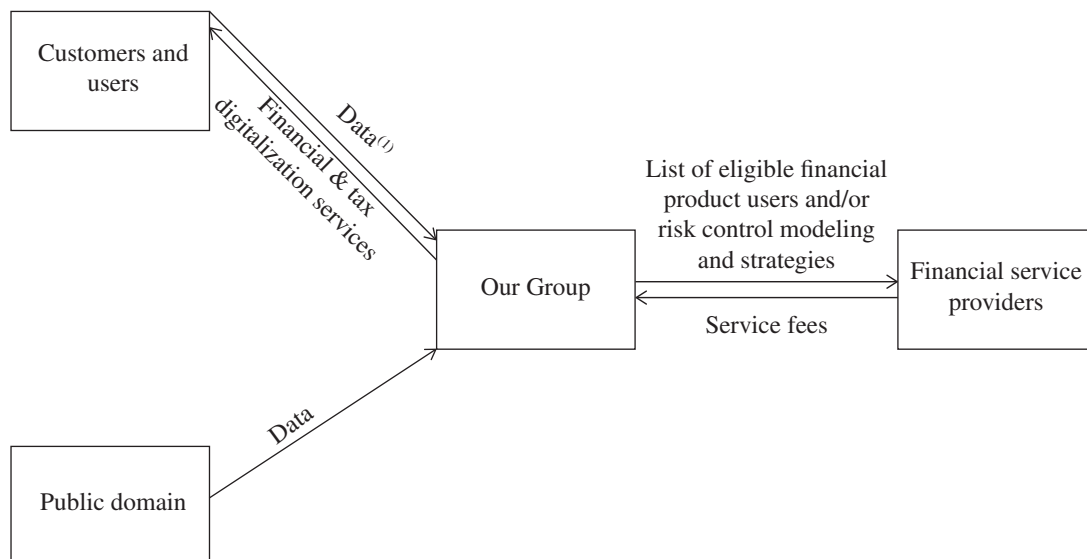 Customers and
users
Data(1)
Financial & tax
digitalization services
List of eligible financial
product users and/or
risk control modeling
and strategies
Our Group
Financial service
providers
Service fees
Data
Public domain